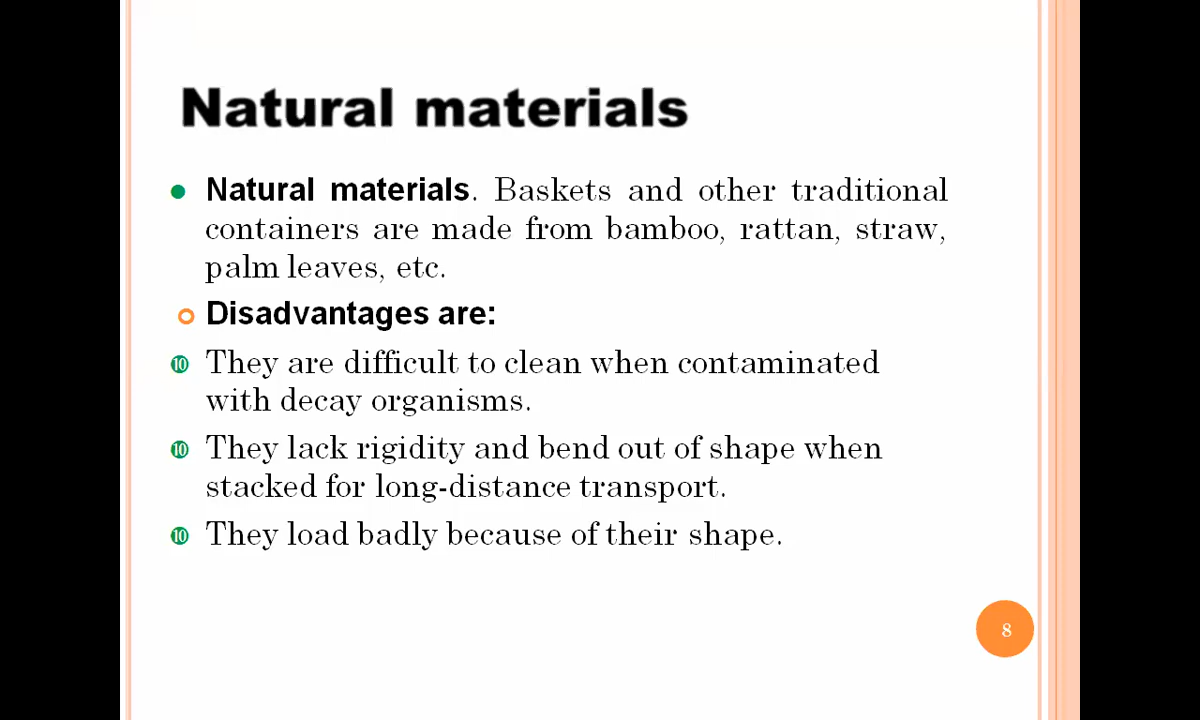 Natural materials
● Natural materials. Baskets and other traditional
containers are made from bamboo, rattan, straw,
palm leaves, etc.
Disadvantages are:
❿ They are difficult to clean when contaminated
with decay organisms.
❿ They lack rigidity and bend out of shape when
stacked for long-distance transport.
❿ They load badly because of their shape.
8